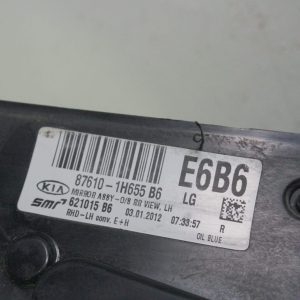 87610-1H655 B6
E6B6
KIA MIRROR ASSY-O/S RR VIEW, LH
LG
SMR 621015 B6 03.01.2012 07:33:57 R
RHD-LH conv. E+H OIL BLUE